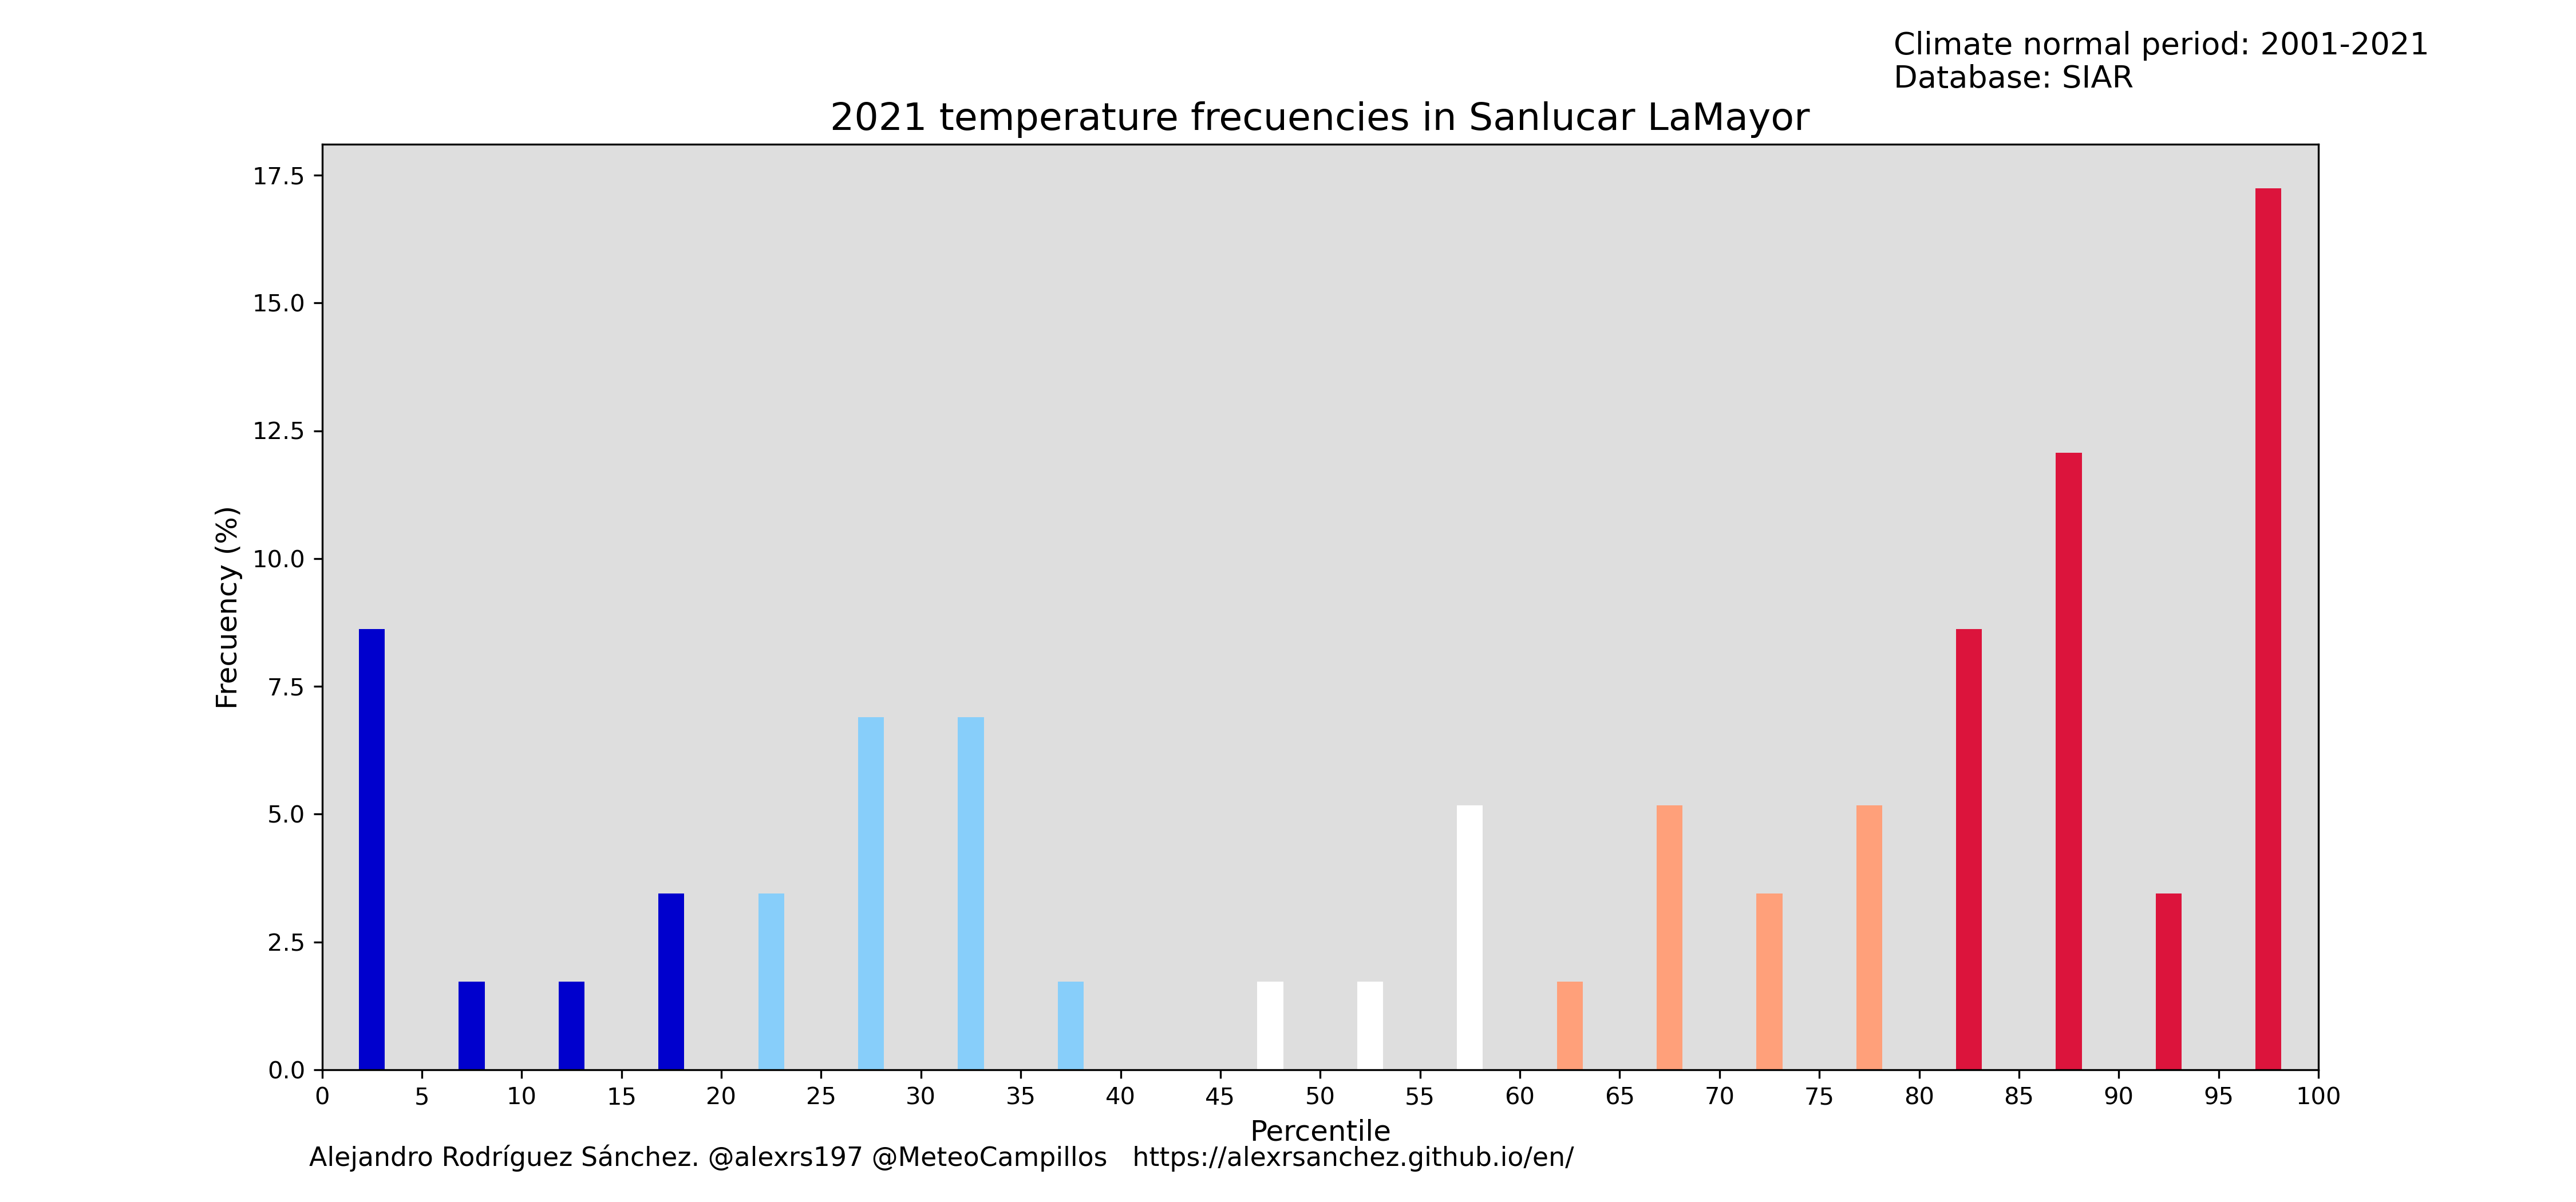 Climate normal period: 2001-2021
Database: SIAR
2021 temperature frecuencies in Sanlucar LaMayor
Frecuency (%)
17.5
15.0
12.5
10.0
7.5
5.0
2.5
0.0
0 5 10 15 20 25 30 35 40 45 50 55 60 65 70 75 80 85 90 95 100
Percentile
Alejandro Rodríguez Sánchez. @alexrs197 @MeteoCampillos https://alexrsanchez.github.io/en/